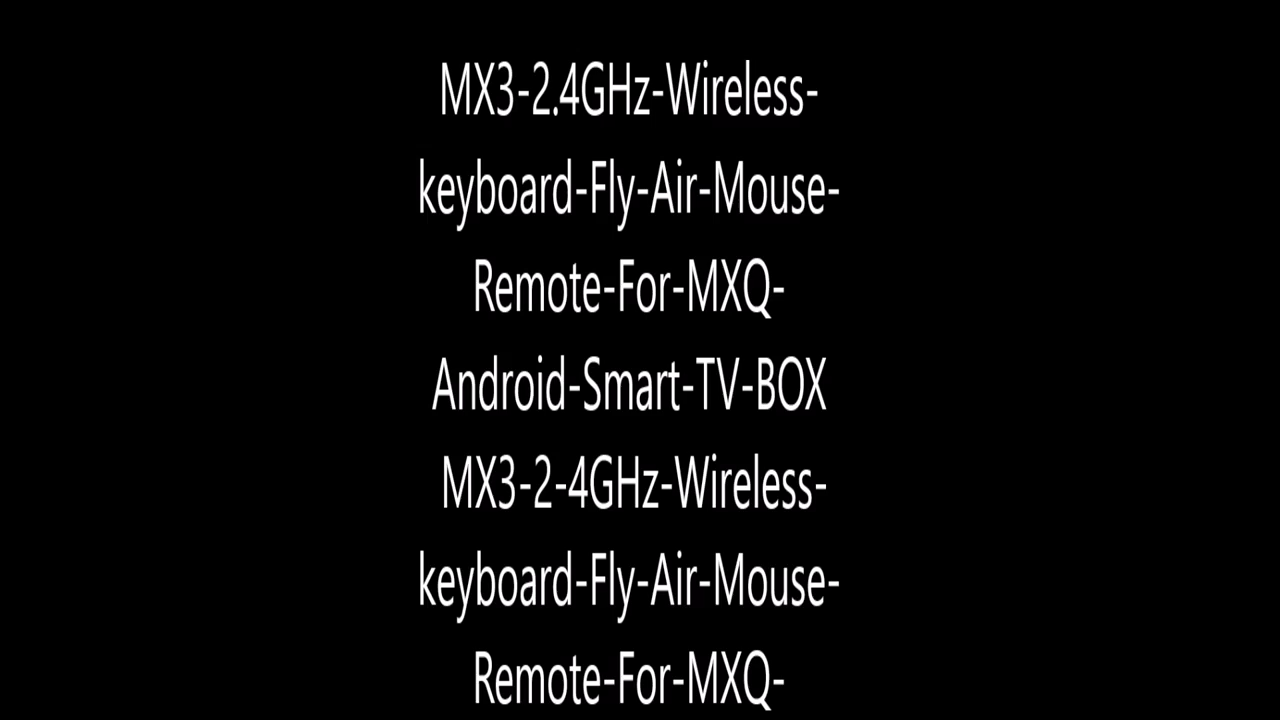 MX3-2.4GHz-Wireless-
keyboard-Fly-Air-Mouse-
Remote-For-MXQ-
Android-Smart-TV-BOX
MX3-2-4GHz-Wireless-
keyboard-Fly-Air-Mouse-
Remote-For-MXQ-